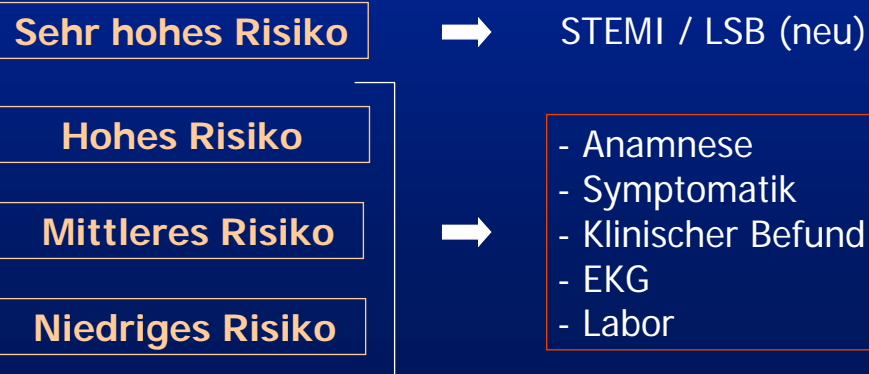 Sehr hohes Risiko
STEMI / LSB (neu)
Hohes Risiko
Mittleres Risiko
Niedriges Risiko
- Anamnese
- Symptomatik
- Klinischer Befund
- EKG
- Labor